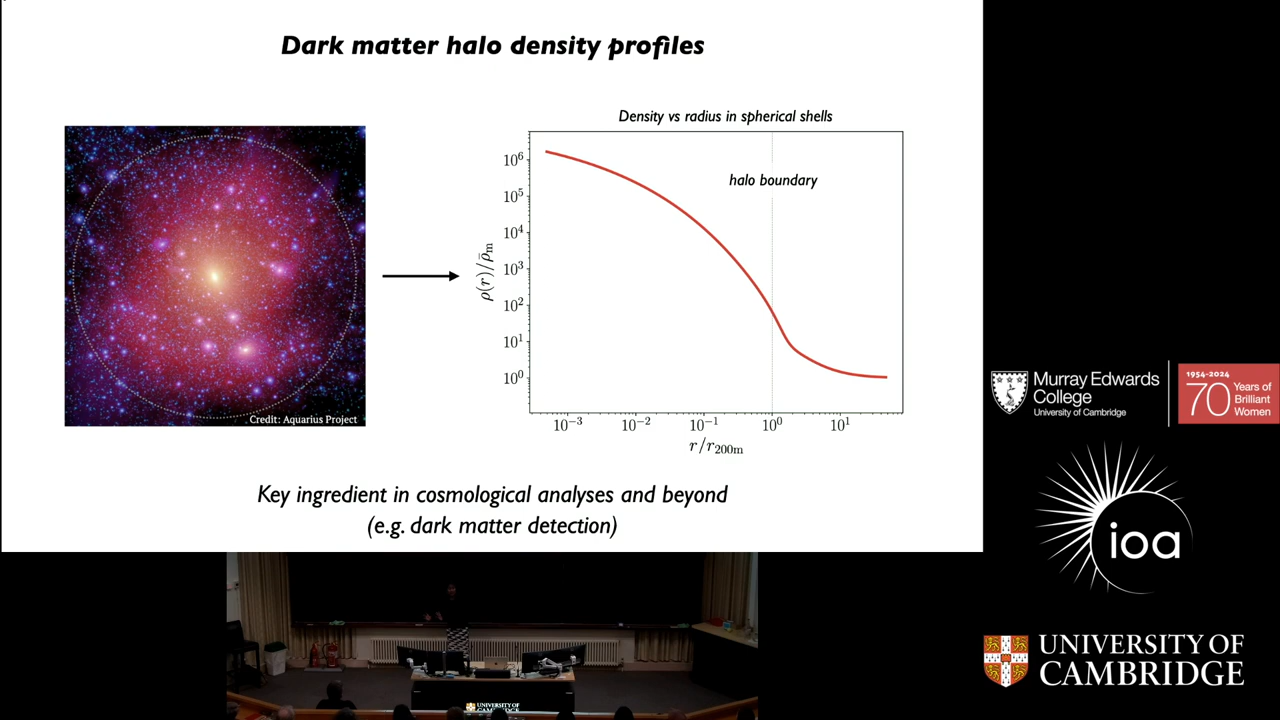 Dark matter halo density profiles
Credit: Aquarius Project
Density vs radius in spherical shells
halo boundary
ρ(r)/ρ̄m
10⁶
10⁵
10⁴
10³
10²
10¹
10⁰
10⁻³ 10⁻² 10⁻¹ 10⁰ 10¹
r/r200m
Key ingredient in cosmological analyses and beyond
(e.g. dark matter detection)
Murray Edwards
College
University of Cambridge
1954-2024
70 Years of
Brilliant
Women
ioa
UNIVERSITY OF
CAMBRIDGE
UNIVERSITY OF
CAMBRIDGE